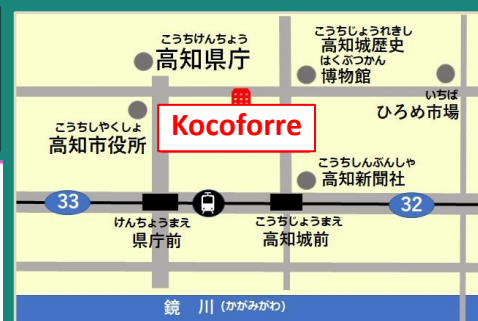 こうちけんちょう
高知県庁
こうちじょうれきし
高知城歴史
はくぶつかん
博物館
いちば
ひろめ市場
こうちしやくしょ
高知市役所
Kocoforre
こうちしんぶんしゃ
高知新聞社
33
32
けんちょうまえ
県庁前
こうちじょうまえ
高知城前
鏡 川 (かがみがわ)